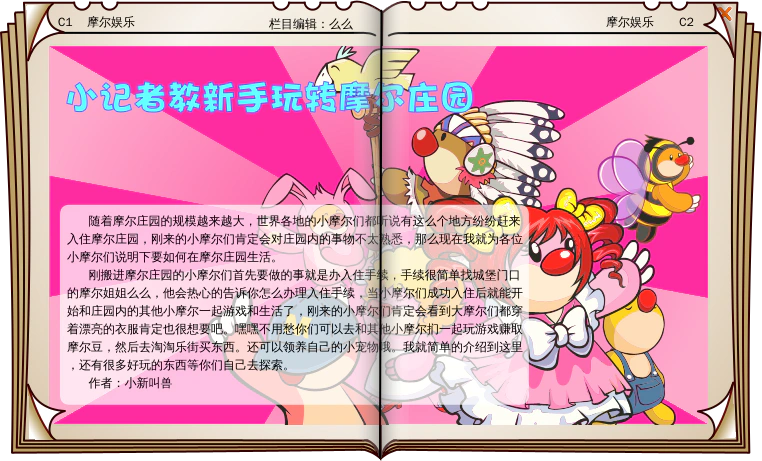 C1 摩尔娱乐
栏目编辑：么么
摩尔娱乐 C2
小记者教新手玩转摩尔庄园
随着摩尔庄园的规模越来越大，世界各地的小摩尔们都听说有这么个地方纷纷赶来
入住摩尔庄园，刚来的小摩尔们肯定会对庄园内的事物不太熟悉，那么现在我就为各位
小摩尔们说明下要如何在摩尔庄园生活。
刚搬进摩尔庄园的小摩尔们首先要做的事就是办入住手续，手续很简单找城堡门口
的摩尔姐姐么么，他会热心的告诉你怎么办理入住手续，当小摩尔们成功入住后就能开
始和庄园内的其他小摩尔一起游戏和生活了，刚来的小摩尔们肯定会看到大摩尔们都穿
着漂亮的衣服肯定也很想要吧。嘿嘿不用愁你们可以去和其他小摩尔扪一起玩游戏赚取
摩尔豆，然后去淘淘乐街买东西。还可以领养自己的小宠物哦。我就简单的介绍到这里
，还有很多好玩的东西等你们自己去探索。
作者：小新叫兽